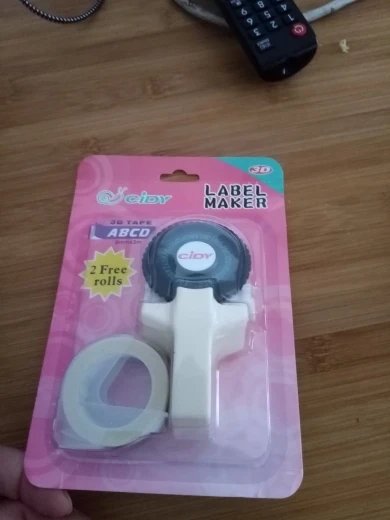 3D
CIDY
LABEL
MAKER
3D TAPE
ABCD
2 Free
rolls
CIDY